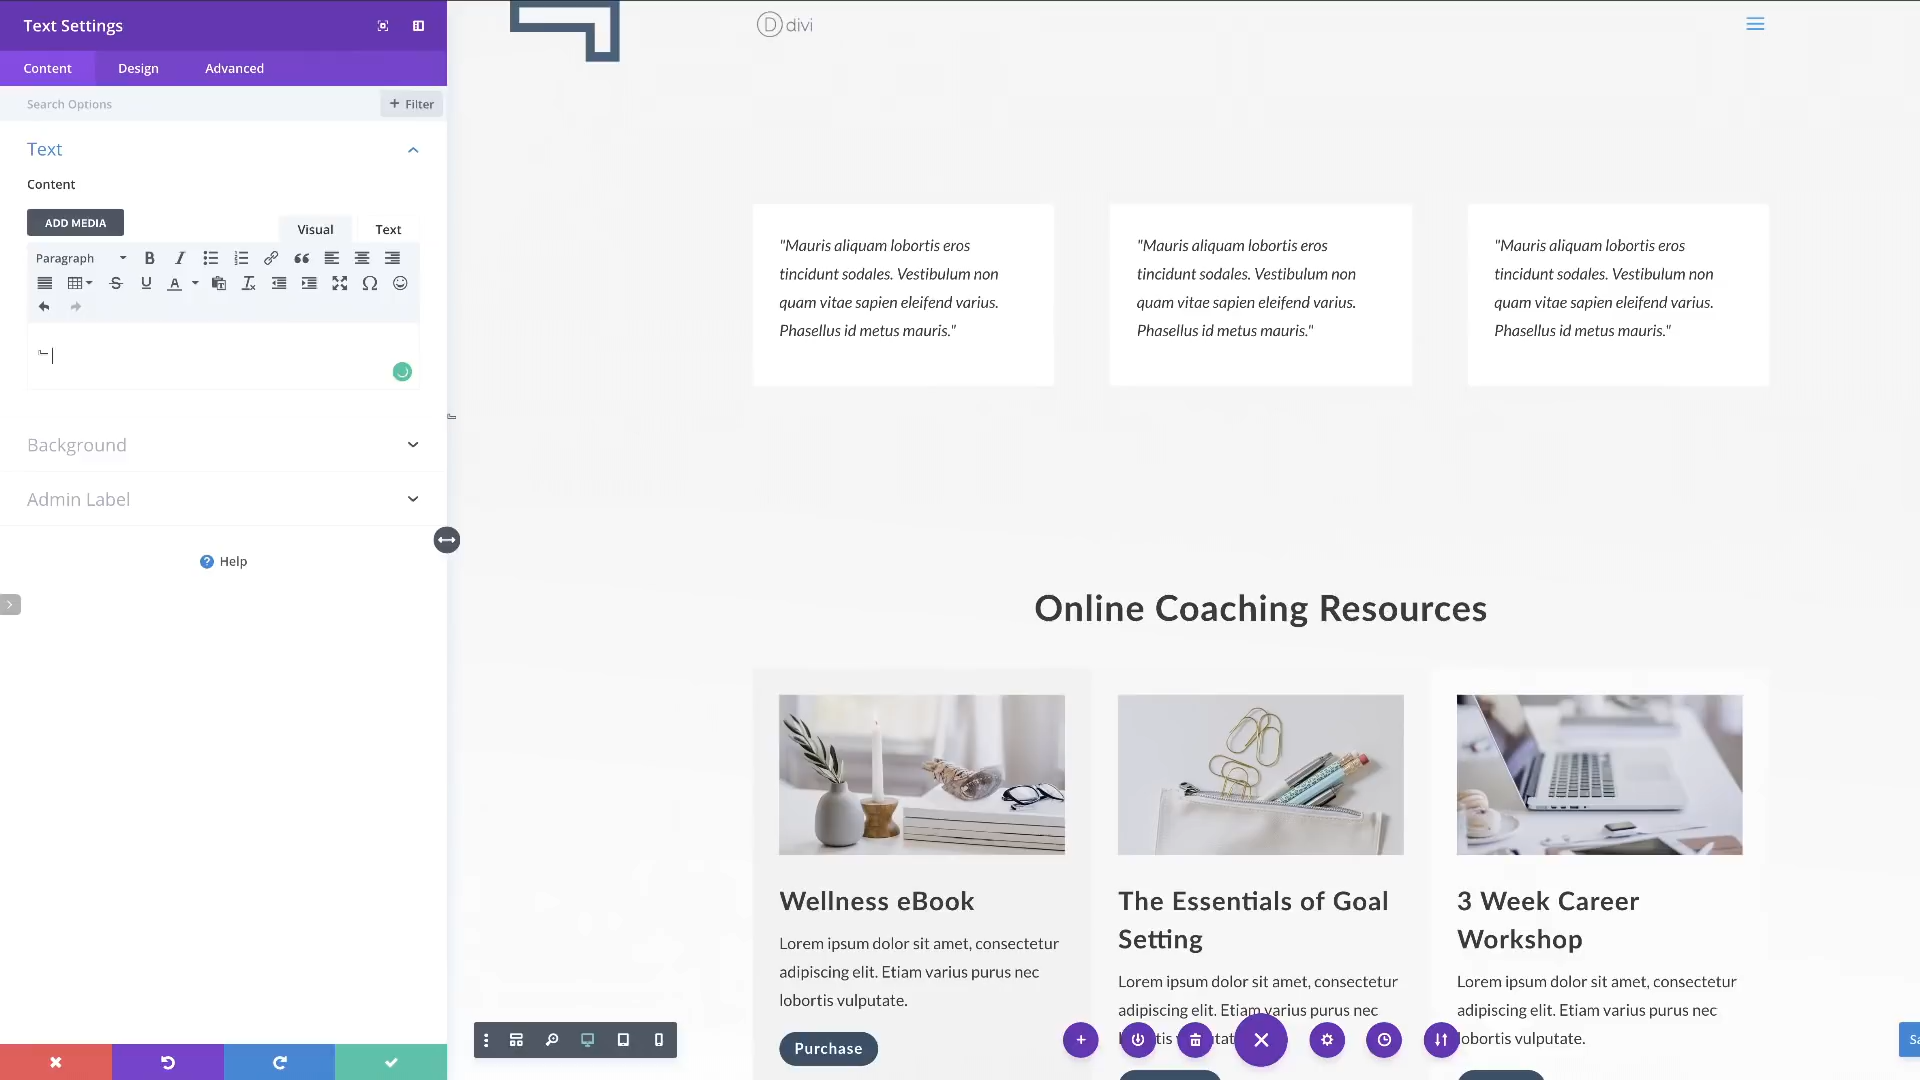 Text Settings
Content
Design
Advanced
Search Options
+ Filter
Text
Content
ADD MEDIA
Visual
Text
Paragraph
Background
Admin Label
Help
divi
"Mauris aliquam lobortis eros
tincidunt sodales. Vestibulum non
quam vitae sapien eleifend varius.
Phasellus id metus mauris."
"Mauris aliquam lobortis eros
tincidunt sodales. Vestibulum non
quam vitae sapien eleifend varius.
Phasellus id metus mauris."
"Mauris aliquam lobortis eros
tincidunt sodales. Vestibulum non
quam vitae sapien eleifend varius.
Phasellus id metus mauris."
Online Coaching Resources
Wellness eBook
Lorem ipsum dolor sit amet, consectetur
adipiscing elit. Etiam varius purus nec
lobortis vulputate.
Purchase
The Essentials of Goal
Setting
Lorem ipsum dolor sit amet, consectetur
adipiscing elit. Etiam varius purus nec
3 Week Career
Workshop
Lorem ipsum dolor sit amet, consectetur
adipiscing elit. Etiam varius purus nec
lobortis vulputate.